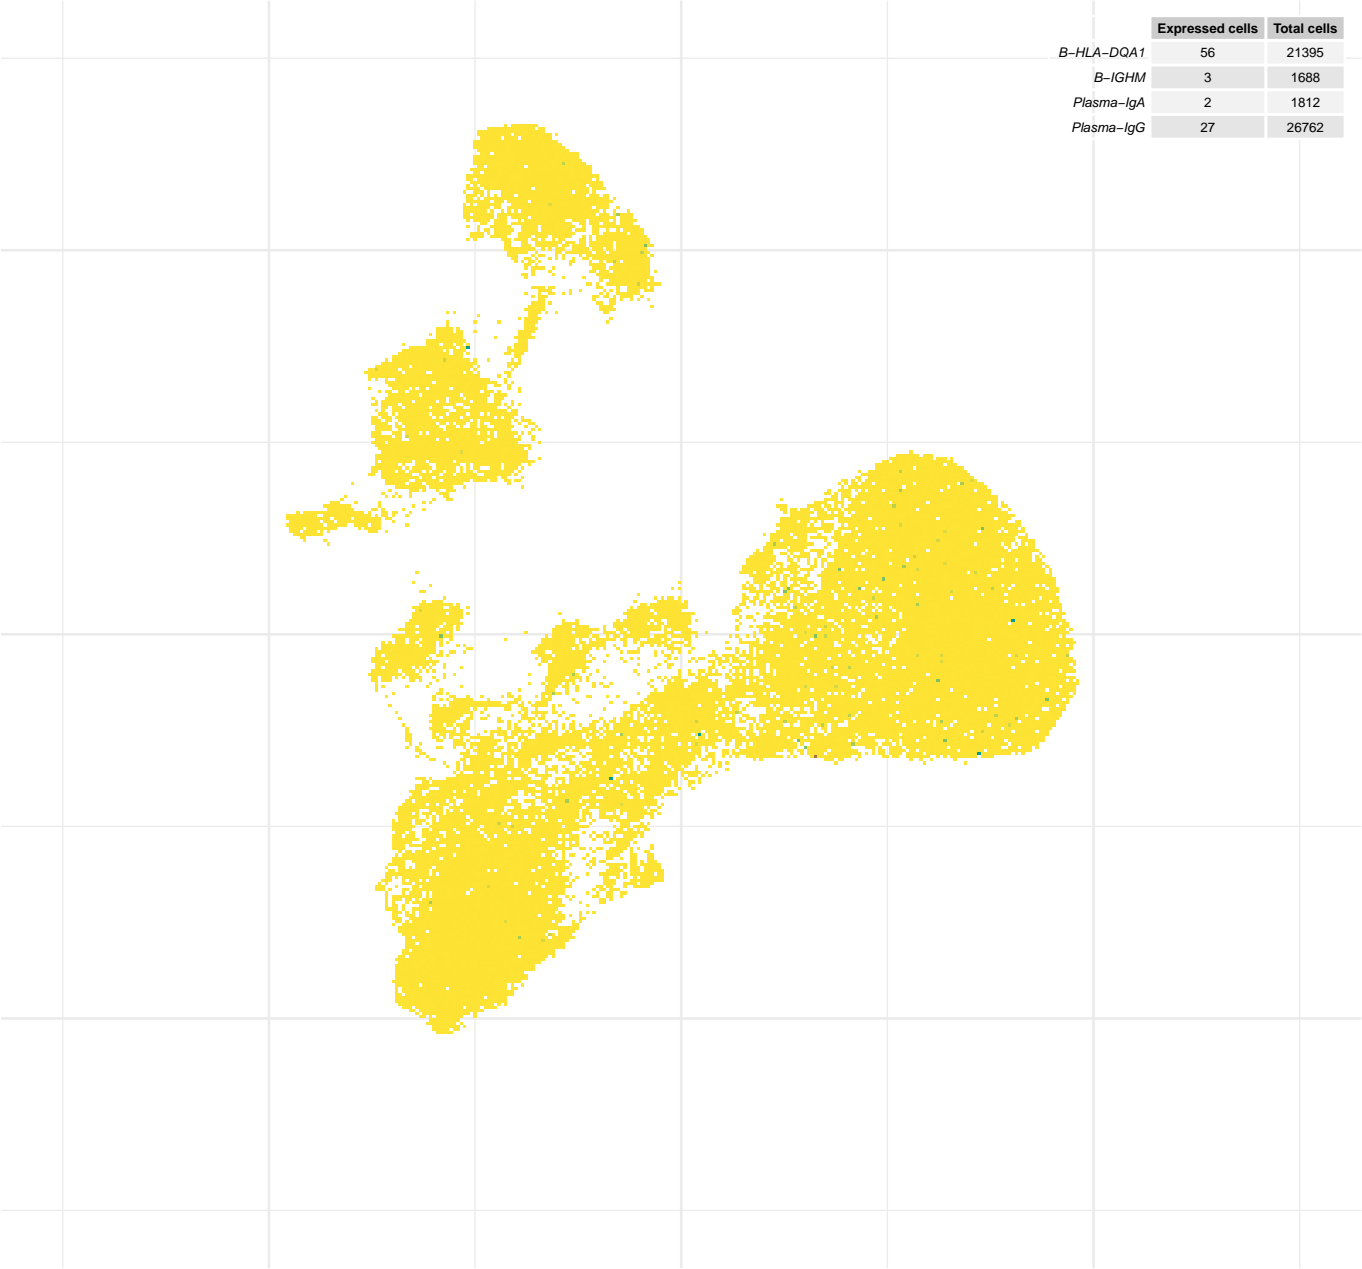 Expressed cells Total cells
B−HLA−DQA1 56 21395
B−IGHM 3 1688
Plasma−IgA 2 1812
Plasma−IgG 27 26762